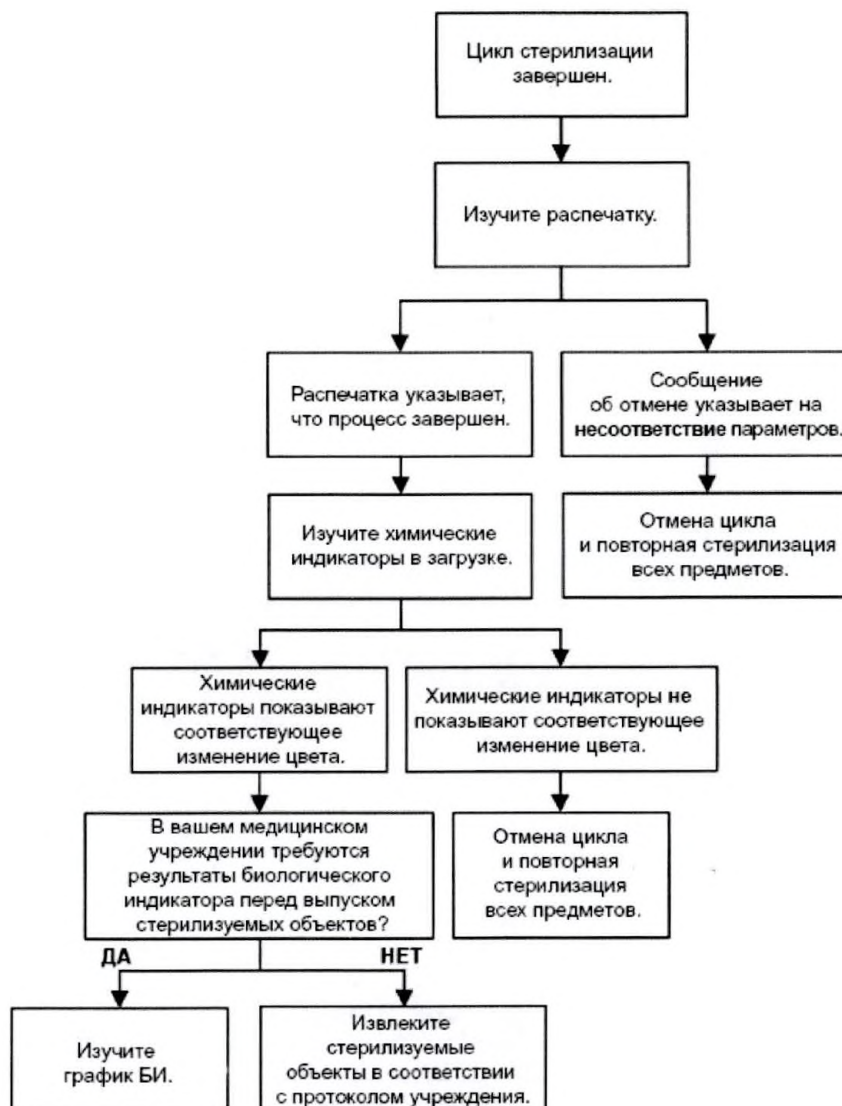 Цикл стерилизации
завершен.
Изучите распечатку.
Распечатка указывает,
что процесс завершен.
Сообщение
об отмене указывает на
несоответствие параметров.
Изучите химические
индикаторы в загрузке.
Отмена цикла
и повторная стерилизация
всех предметов.
Химические
индикаторы показывают
соответствующее
изменение цвета.
Химические индикаторы не
показывают соответствующее
изменение цвета.
В вашем медицинском
учреждении требуются
результаты биологического
индикатора перед выпуском
стерилизуемых объектов?
Отмена цикла
и повторная
стерилизация
всех предметов.
ДА
НЕТ
Изучите
график БИ.
Извлеките
стерилизуемые
объекты в соответствии
с протоколом учреждения.